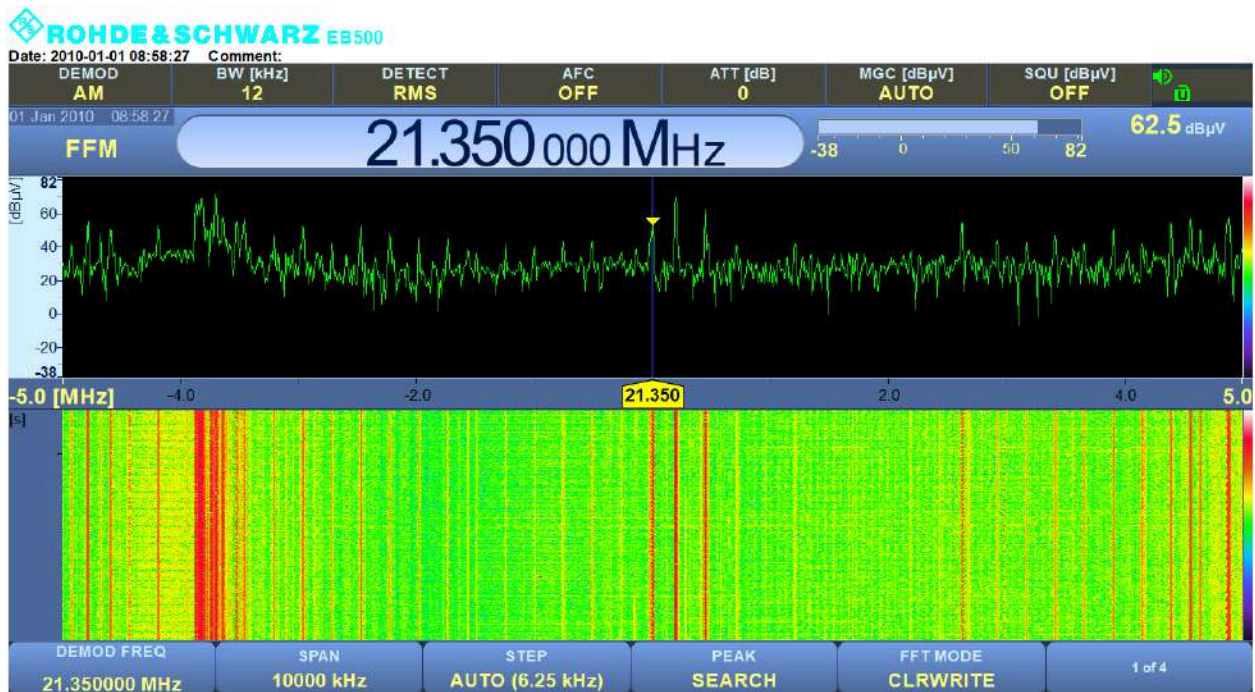 ROHDE & SCHWARZ EB500
Date: 2010-01-01 08:58:27 Comment:
DEMOD BW [kHz] DETECT AFC ATT [dB] MGC [dBµV] SQU [dBµV]
AM 12 RMS OFF 0 AUTO OFF
01 Jan 2010 08:58:27
FFM 21.350 000 MHz -38 0 50 82 62.5 dBµV
[dBµV]
82
60
40
20
0
-20
-38
-5.0 [MHz] -4.0 -2.0 21.350 2.0 4.0 5.0
[s]
DEMOD FREQ SPAN STEP PEAK FFT MODE 1 of 4
21.350000 MHz 10000 kHz AUTO (6.25 kHz) SEARCH CLRWRITE